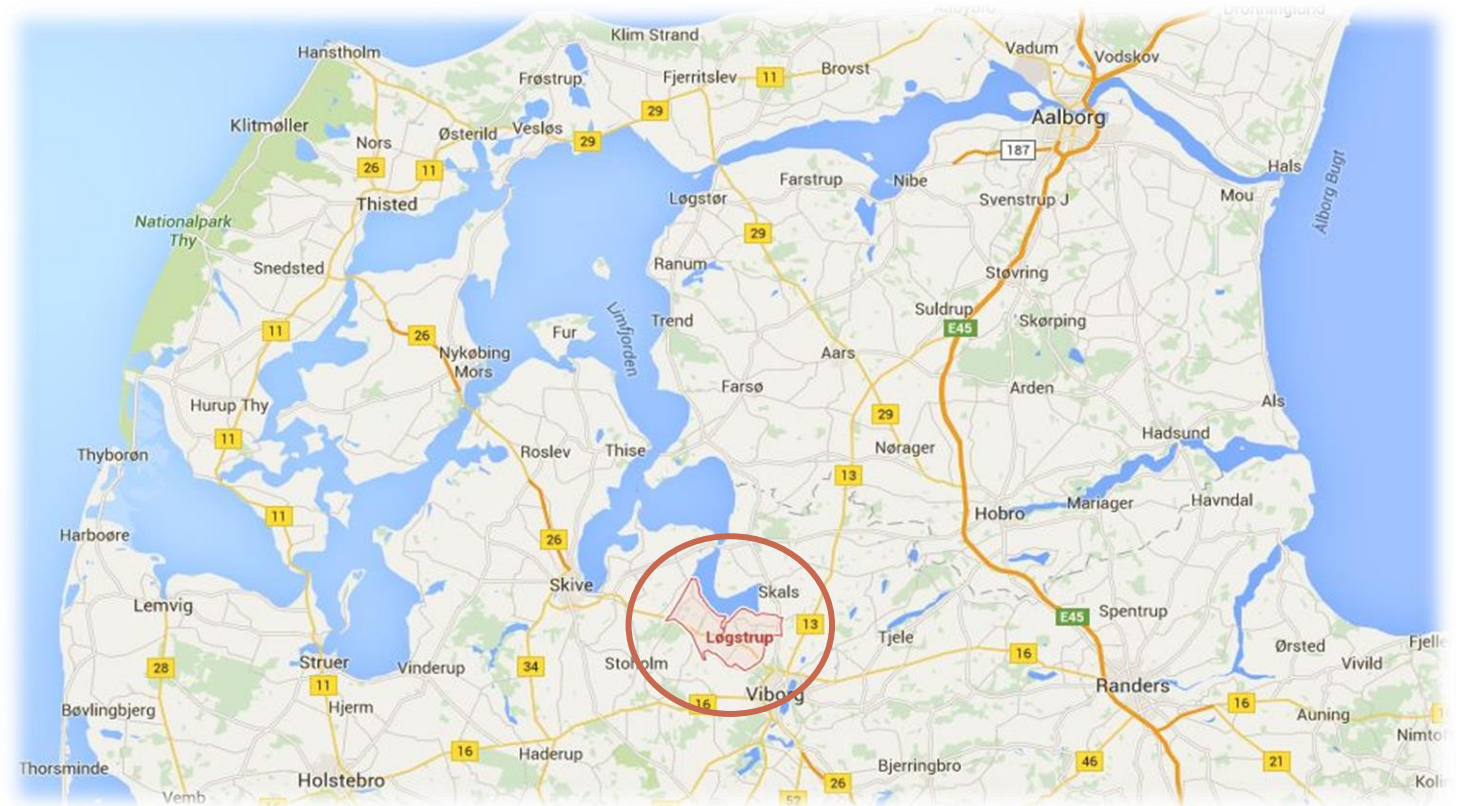 Hanstholm
Klim Strand
Vadum
Vodskov
Frøstrup
Fjerritslev
11
Brovst
29
Aalborg
Klitmøller
Nors
Østerild
Vesløs
29
187
26
11
Hals
Thisted
Løgstør
Farstrup
Nibe
Svenstrup J
Mou
Ålborg Bugt
Nationalpark
Thy
29
Snedsted
Ranum
Støvring
Limfjorden
Suldrup
E45
Skørping
11
26
Fur
Trend
Nykøbing
Mors
Aars
Farsø
Arden
Hurup Thy
Als
11
29
Hadsund
Thyborøn
Roslev
Thise
Nørager
13
11
Hobro
Mariager
Havndal
Harboøre
26
Skive
Skals
Lemvig
13
E45
Spentrup
Løgstrup
Tjele
16
Ørsted
Vivild
Fjelle
28
Struer
Vinderup
34
Stoholm
11
Hjerm
Viborg
16
Randers
16
Auning
Bøvlingbjerg
Nimtof
16
Haderup
Thorsminde
Holstebro
Bjerringbro
26
46
21
Kolin
Vemb
52